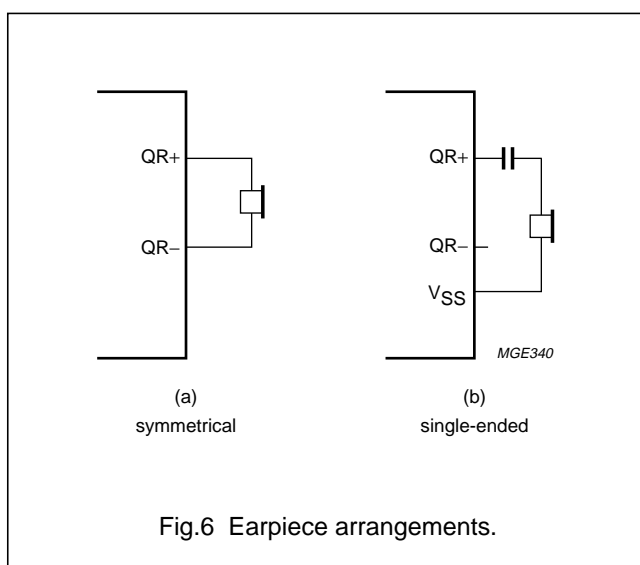 QR+
QR−
(a)
symmetrical
QR+
QR−
VSS
MGE340
(b)
single-ended
Fig.6 Earpiece arrangements.